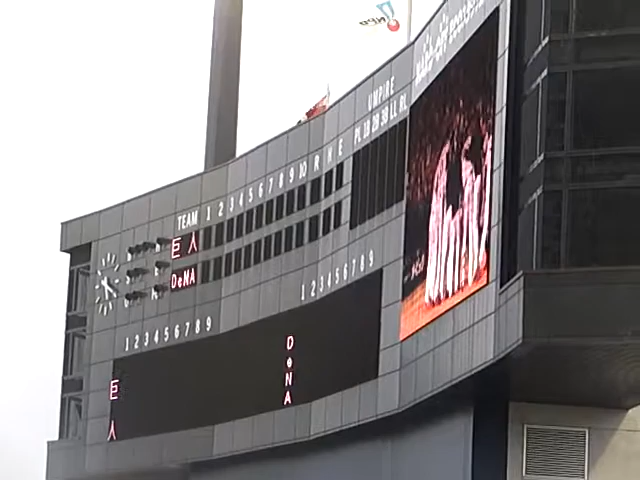 UMPIRE
PL 1B 2B 3B LL RL
TEAM 1 2 3 4 5 6 7 8 9 10 R H E
巨人
DeNA
1 2 3 4 5 6 7 8 9
1 2 3 4 5 6 7 8 9
巨人
DeNA